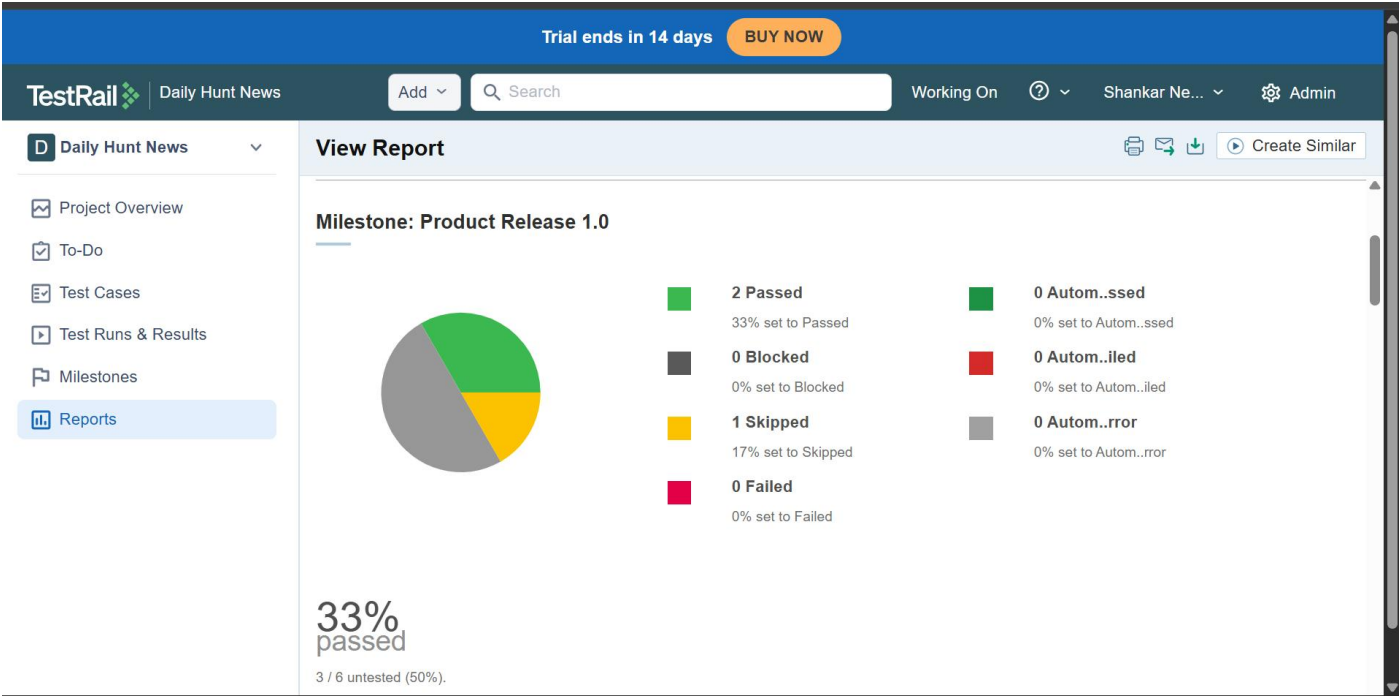 Trial ends in 14 days BUY NOW
TestRail Daily Hunt News Add Search Working On Shankar Ne... Admin
D Daily Hunt News
View Report
Create Similar
Project Overview
To-Do
Test Cases
Test Runs & Results
Milestones
Reports
Milestone: Product Release 1.0
2 Passed
33% set to Passed
0 Blocked
0% set to Blocked
1 Skipped
17% set to Skipped
0 Failed
0% set to Failed
0 Autom..ssed
0% set to Autom..ssed
0 Autom..iled
0% set to Autom..iled
0 Autom..rror
0% set to Autom..rror
33%
passed
3 / 6 untested (50%).